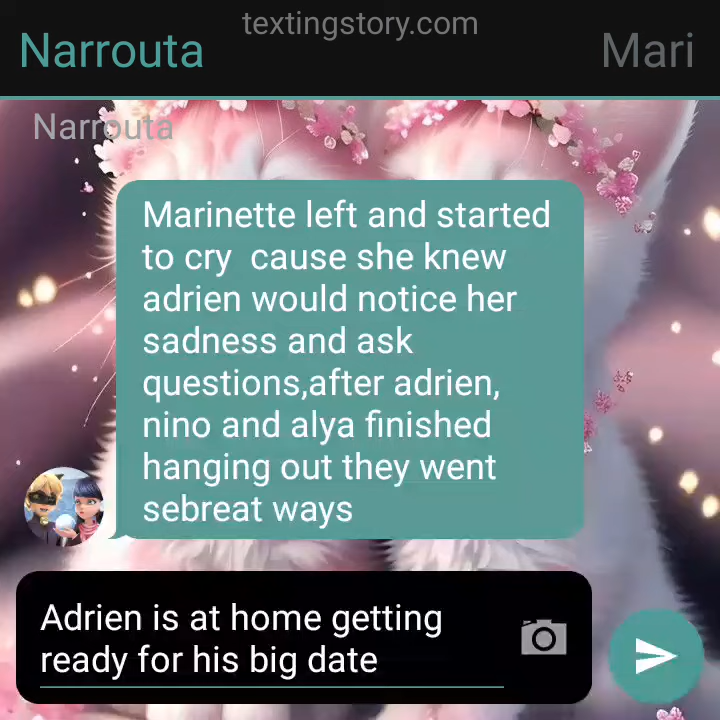 textingstory.com
Narrouta
Mari
Narrouta
Marinette left and started
to cry  cause she knew
adrien would notice her
sadness and ask
questions,after adrien,
nino and alya finished
hanging out they went
sebreat ways
Adrien is at home getting
ready for his big date